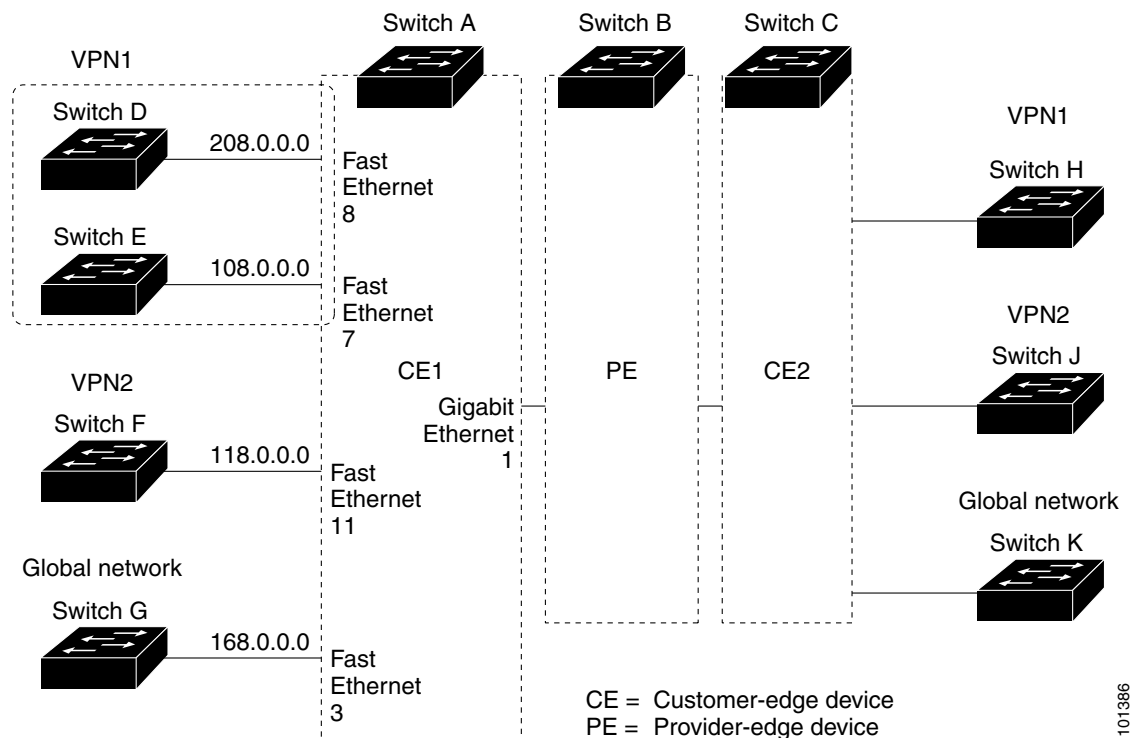 Switch A
Switch B
Switch C
VPN1
Switch D
208.0.0.0
Fast
Ethernet
8
Switch E
108.0.0.0
Fast
Ethernet
7
VPN2
Switch F
118.0.0.0
Fast
Ethernet
11
Global network
Switch G
168.0.0.0
Fast
Ethernet
3
CE1
Gigabit
Ethernet
1
PE
CE2
VPN1
Switch H
VPN2
Switch J
Global network
Switch K
CE = Customer-edge device
PE = Provider-edge device
101386